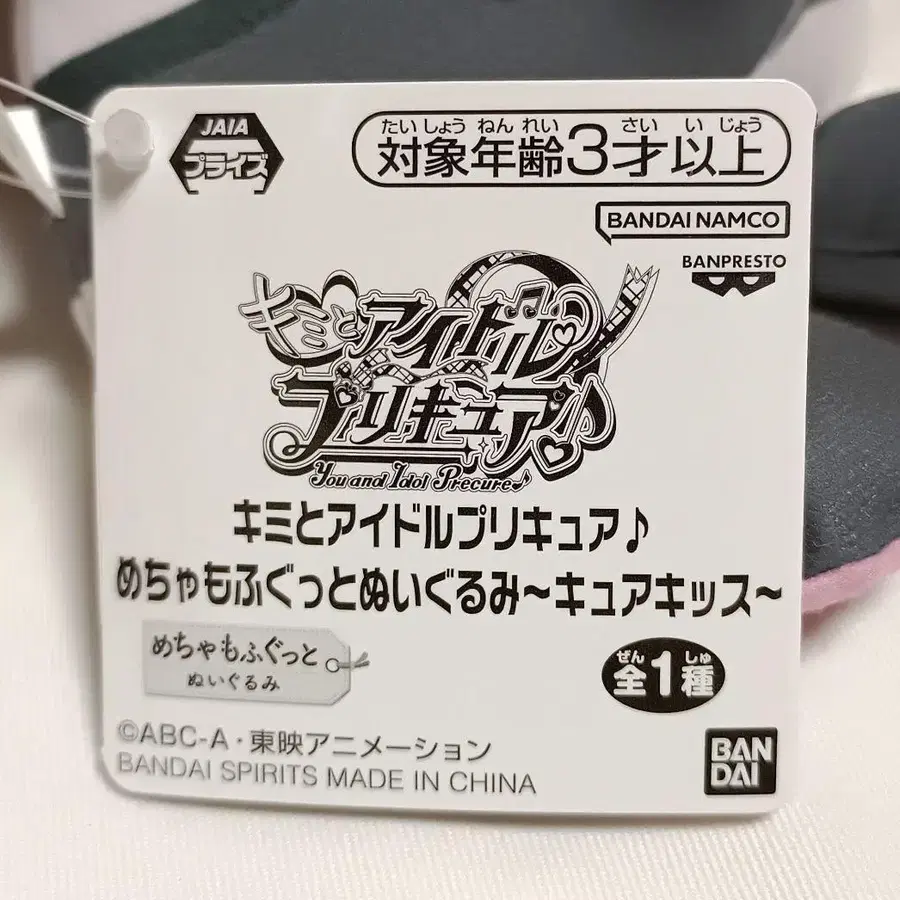 JAIA
プライズ
たいしょうねんれい さいいじょう
対象年齢3才以上
BANDAI NAMCO
BANPRESTO
キミとアイドル
プリキュア♪
You and Idol Precure♪
キミとアイドルプリキュア♪
めちゃもふぐっとぬいぐるみ~キュアキッス~
めちゃもふぐっと
ぬいぐるみ
ぜん しゅ
全1種
©ABC-A・東映アニメーション
BANDAI SPIRITS MADE IN CHINA
BAN
DAI